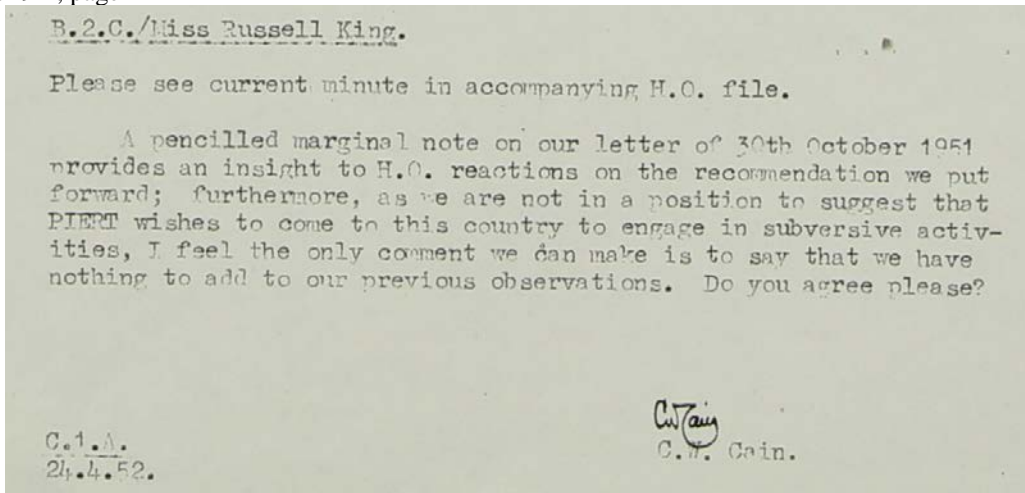 B.2.C./Miss Russell King.
Please see current minute in accompanying H.O. file.
A pencilled marginal note on our letter of 30th October 1951
provides an insight to H.O. reactions on the recommendation we put
forward; furthermore, as we are not in a position to suggest that
PIERT wishes to come to this country to engage in subversive activ-
ities, I feel the only comment we can make is to say that we have
nothing to add to our previous observations. Do you agree please?
C.1.A.
24.4.52.
C.W. Cain.